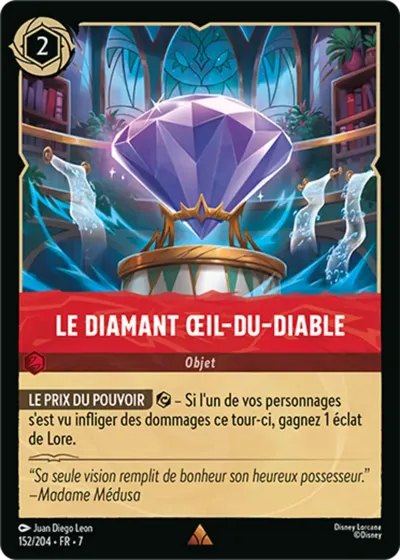 2
LE DIAMANT ŒIL-DU-DIABLE
Objet
LE PRIX DU POUVOIR - Si l'un de vos personnages
s'est vu infliger des dommages ce tour-ci, gagnez 1 éclat
de Lore.
“Sa seule vision remplit de bonheur son heureux possesseur.”
–Madame Médusa
Juan Diego Leon
152/204 • FR • 7
Disney Lorcana
©Disney